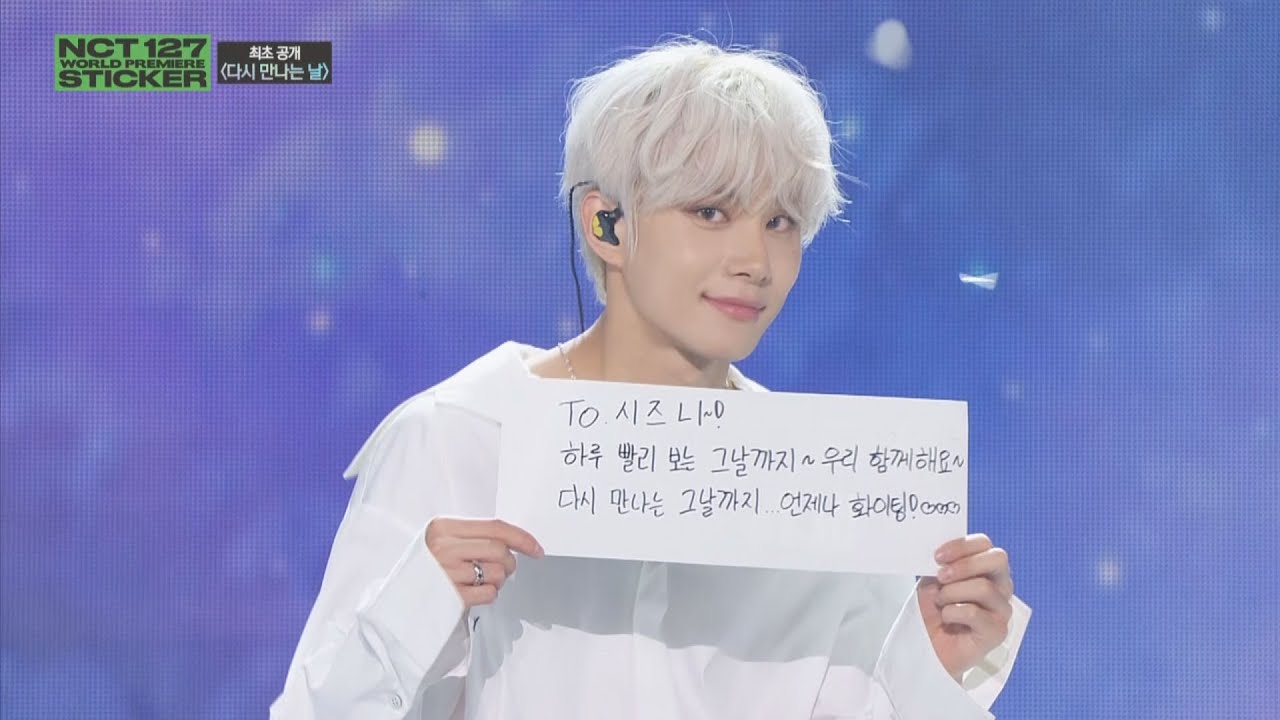 NCT 127
WORLD PREMIERE
STICKER
최초 공개
<다시 만나는 날>
TO. 시즈니~!
하루 빨리 보는 그날까지~ 우리 함께해요~
다시 만나는 그날까지... 언제나 화이팅!♡♡♡